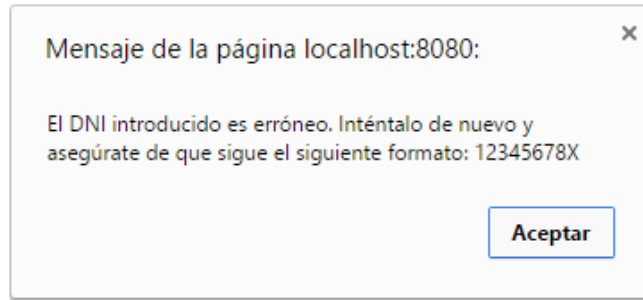 Mensaje de la página localhost:8080:
El DNI introducido es erróneo. Inténtalo de nuevo y
asegúrate de que sigue el siguiente formato: 12345678X
Aceptar